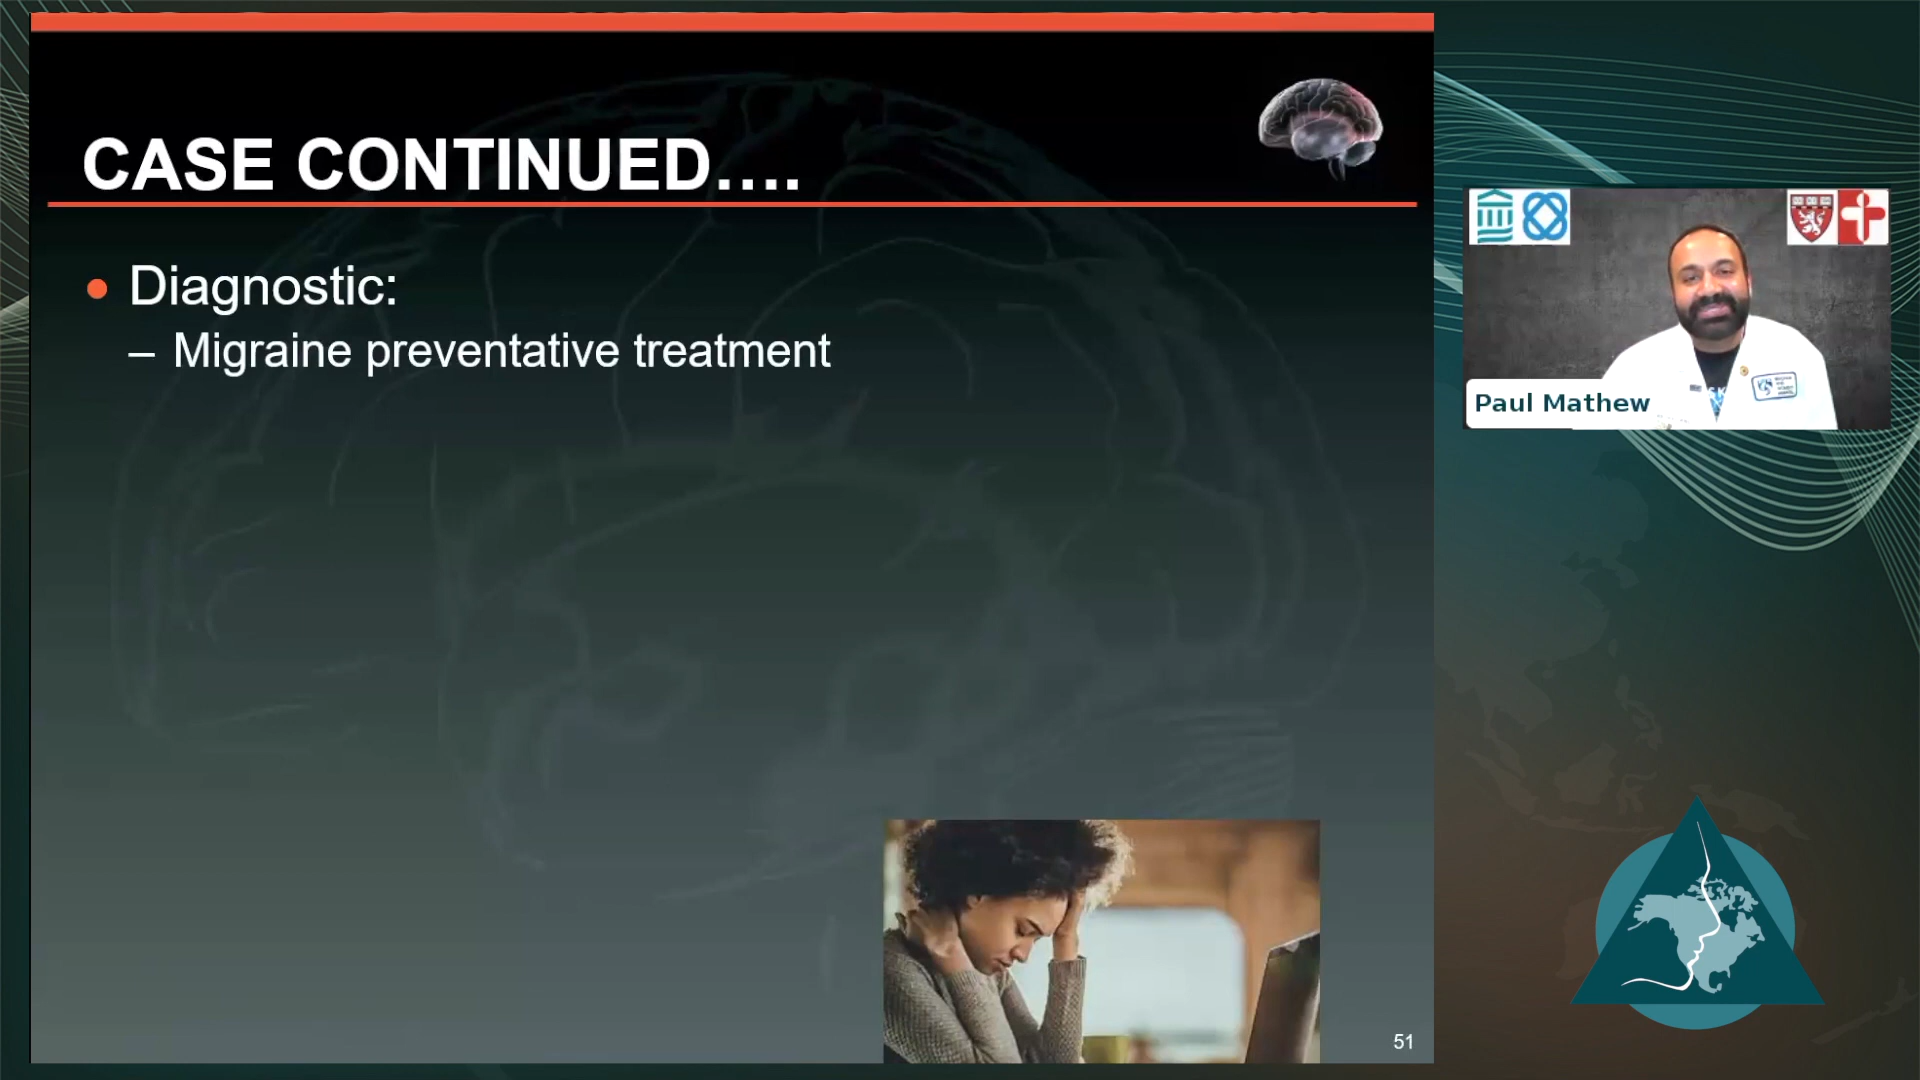 CASE CONTINUED....
Diagnostic:
– Migraine preventative treatment
51
Paul Mathew